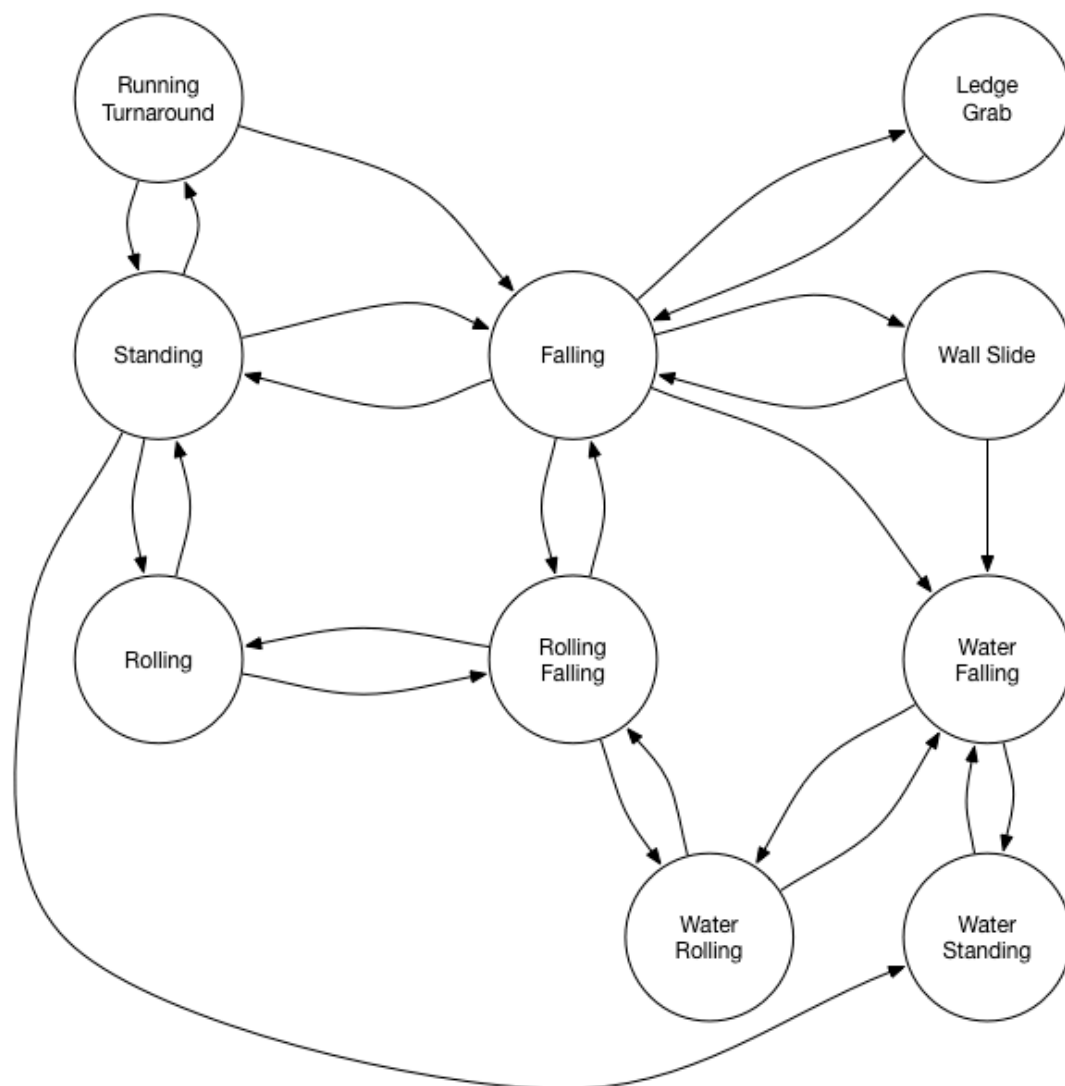 Running
Turnaround
Ledge
Grab
Standing
Falling
Wall Slide
Rolling
Rolling
Falling
Water
Falling
Water
Rolling
Water
Standing